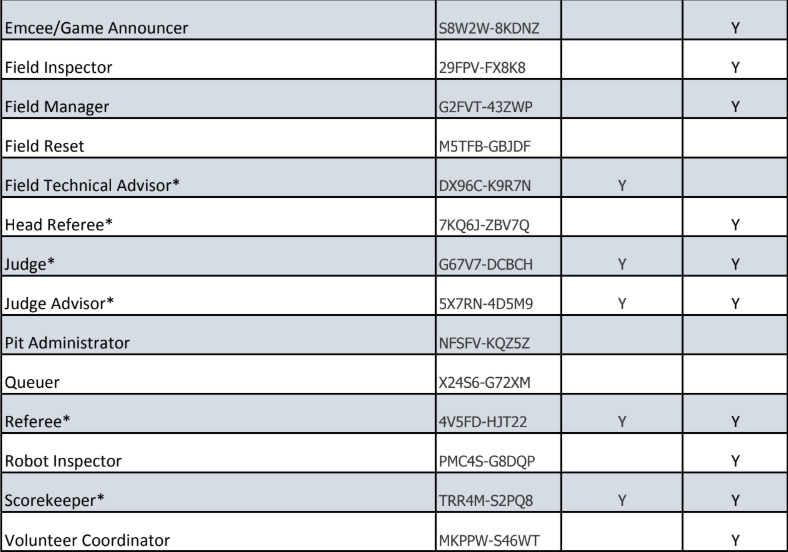 Emcee/Game Announcer S8W2W-8KDNZ Y
Field Inspector 29FPV-FX8K8 Y
Field Manager G2FVT-43ZWP Y
Field Reset M5TFB-GBJDF
Field Technical Advisor* DX96C-K9R7N Y
Head Referee* 7KQ6J-ZBV7Q Y
Judge* G67V7-DCBCH Y Y
Judge Advisor* 5X7RN-4D5M9 Y Y
Pit Administrator NFSFV-KQZ5Z
Queuer X24S6-G72XM
Referee* 4V5FD-HJT22 Y Y
Robot Inspector PMC4S-G8DQP Y
Scorekeeper* TRR4M-S2PQ8 Y Y
Volunteer Coordinator MKPPW-S46WT Y